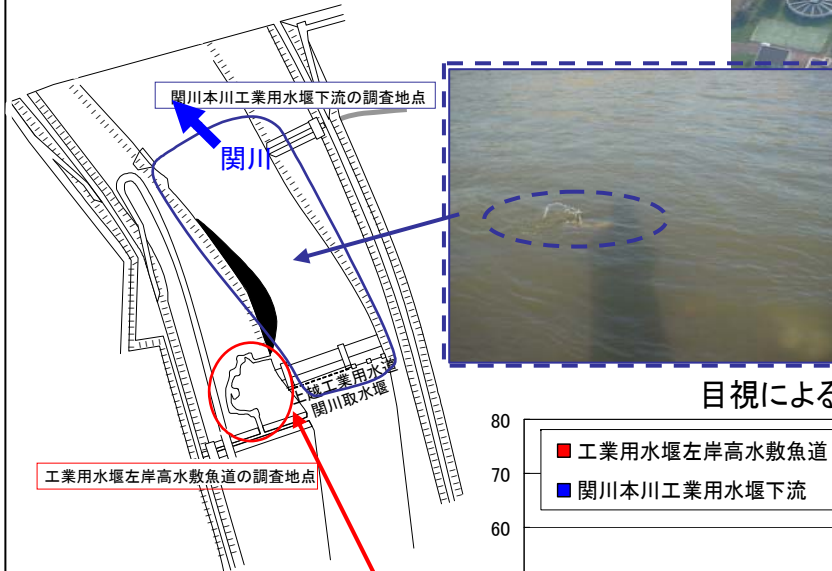 関川本川工業用水堰下流の調査地点
関川
上越工業用水道
関川取水堰
工業用水堰左岸高水敷魚道の調査地点
目視による
80
70
60
工業用水堰左岸高水敷魚道
関川本川工業用水堰下流